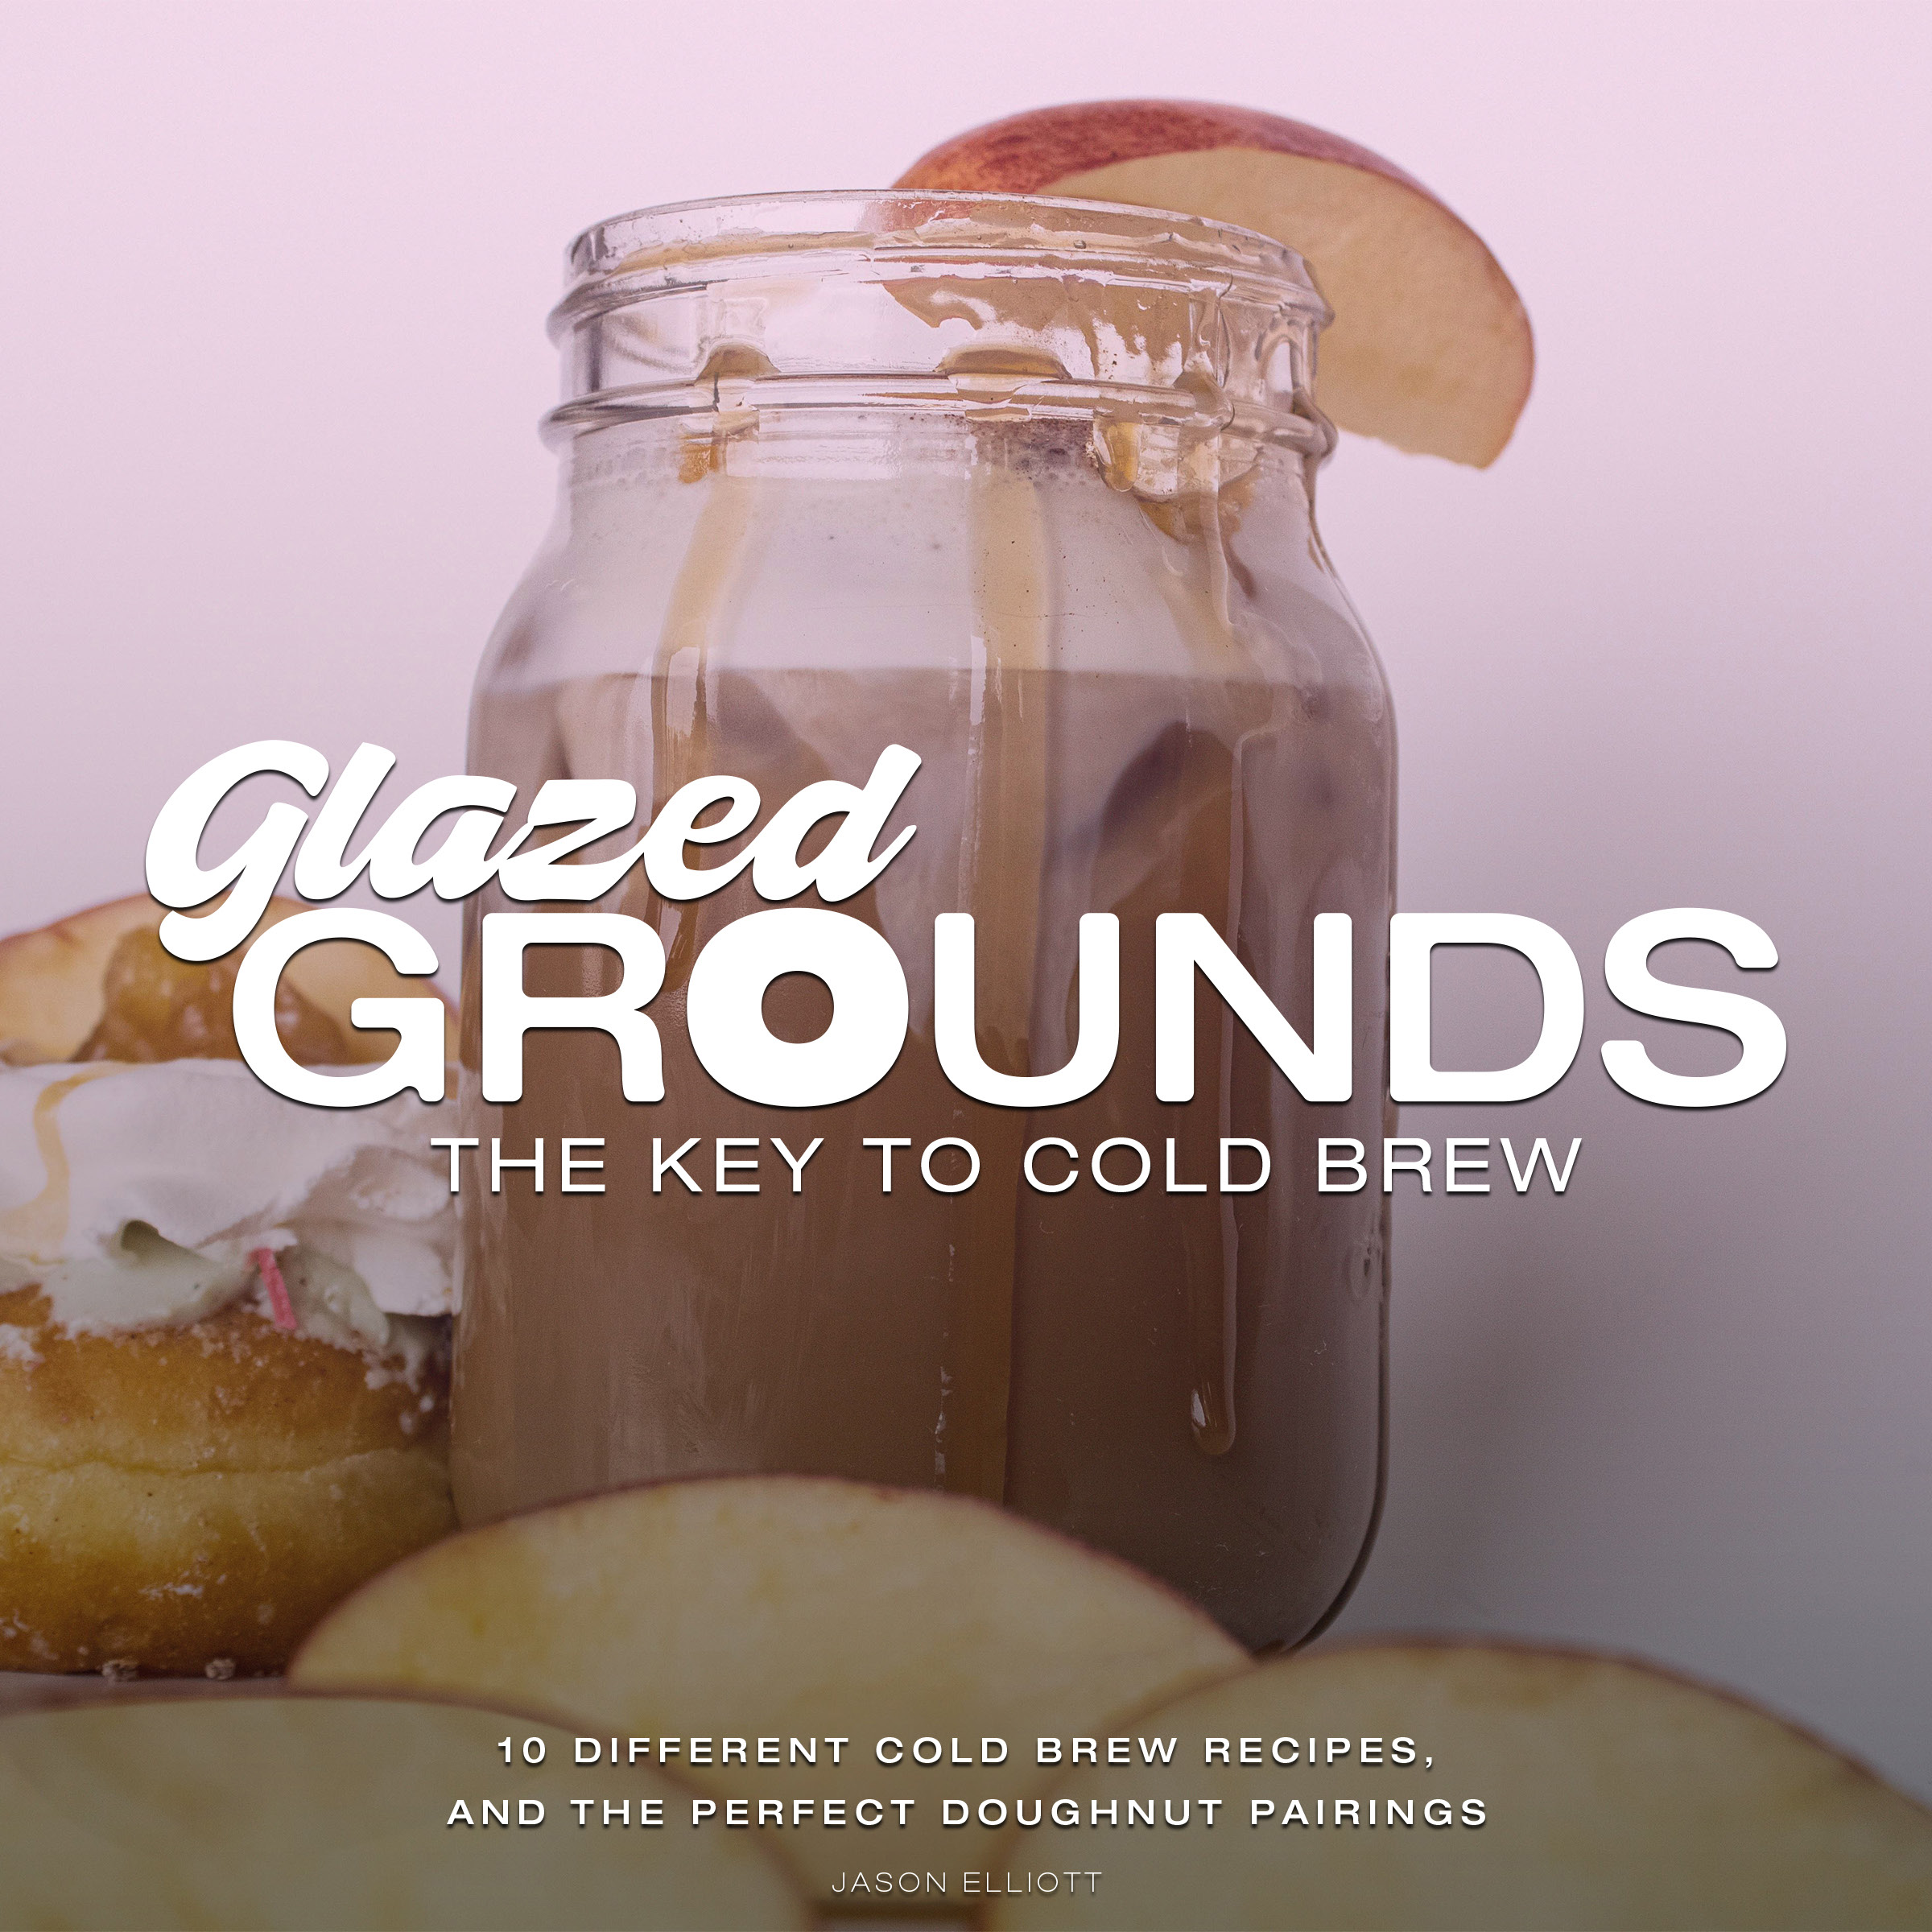 Glazed
GROUNDS
THE KEY TO COLD BREW
10 DIFFERENT COLD BREW RECIPES,
AND THE PERFECT DOUGHNUT PAIRINGS
JASON ELLIOTT